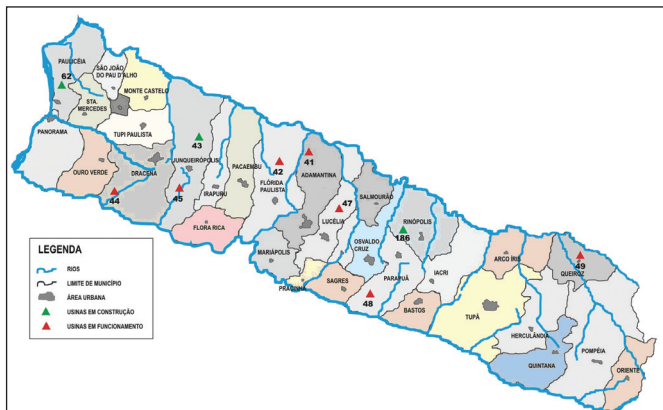 PAULICÉIA
62
SÃO JOÃO
DO PAU D'ALHO
MONTE CASTELO
STA.
MERCEDES
PANORAMA
TUPI PAULISTA
OURO VERDE
DRACENA
44
43
JUNQUEIRÓPOLIS
45
IRAPURU
PACAEMBU
FLORA RICA
42
FLÓRIDA
PAULISTA
41
ADAMANTINA
MARIÁPOLIS
47
LUCÉLIA
PRACINHA
SALMOURÃO
OSVALDO
CRUZ
SAGRES
RINÓPOLIS
186
PARAPUÃ
48
IACRI
BASTOS
ARCO ÍRIS
TUPÃ
49
QUEIROZ
HERCULÂNDIA
QUINTANA
POMPÉIA
ORIENTE
LEGENDA
RIOS
LIMITE DE MUNICÍPIO
ÁREA URBANA
USINAS EM CONSTRUÇÃO
USINAS EM FUNCIONAMENTO